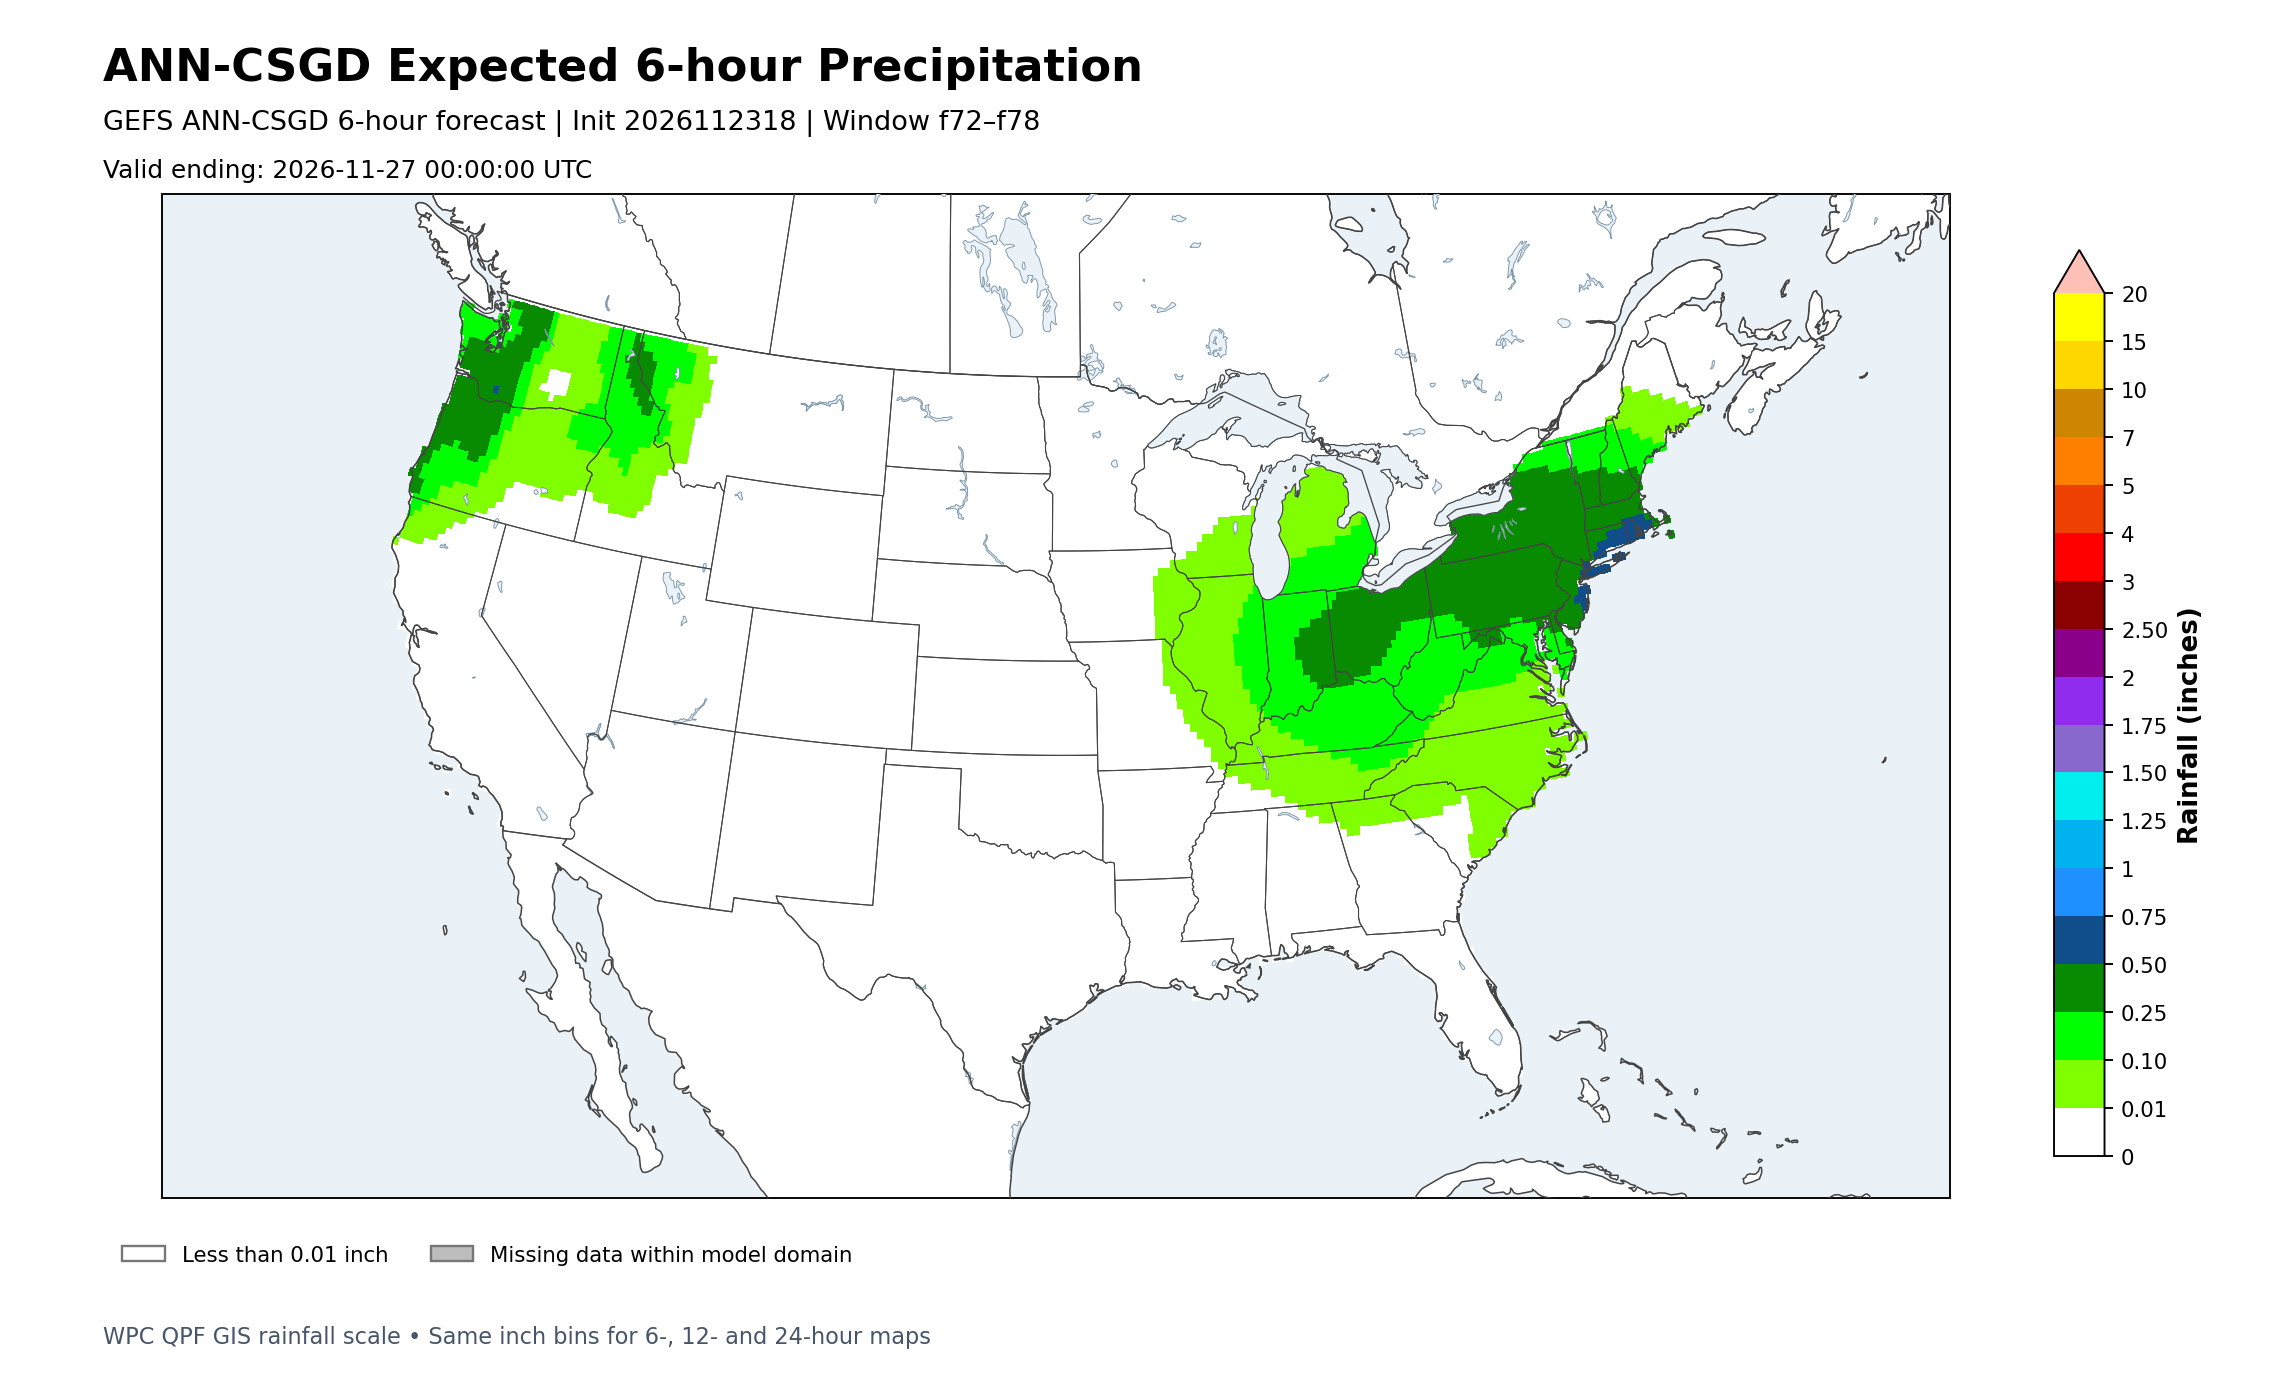 ANN-CSGD Expected 6-hour Precipitation
GEFS ANN-CSGD 6-hour forecast | Init 2026112318 | Window f72–f78
Valid ending: 2026-11-27 00:00:00 UTC
20
15
10
7
5
4
3
2.50
2
1.75
1.50
1.25
1
0.75
0.50
0.25
0.10
0.01
0
Rainfall (inches)
Less than 0.01 inch
Missing data within model domain
WPC QPF GIS rainfall scale • Same inch bins for 6-, 12- and 24-hour maps